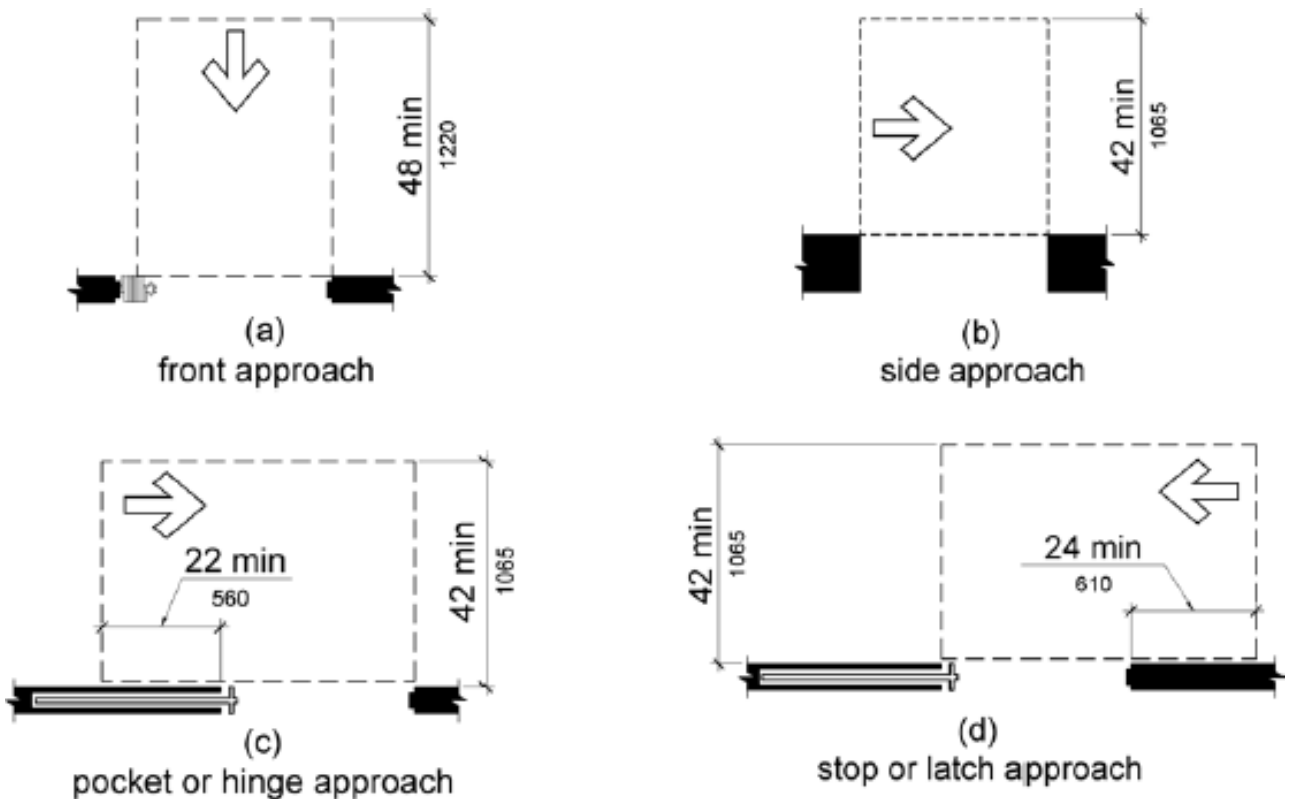 48 min
1220
(a)
front approach
42 min
1065
(b)
side approach
22 min
560
42 min
1065
(c)
pocket or hinge approach
42 min
1065
24 min
610
(d)
stop or latch approach